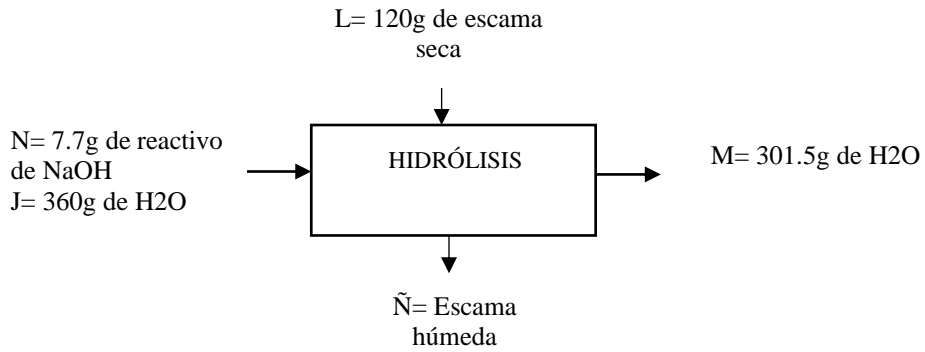 L= 120g de escama
seca
N= 7.7g de reactivo
de NaOH
J= 360g de H2O
HIDRÓLISIS
M= 301.5g de H2O
Ñ= Escama
húmeda